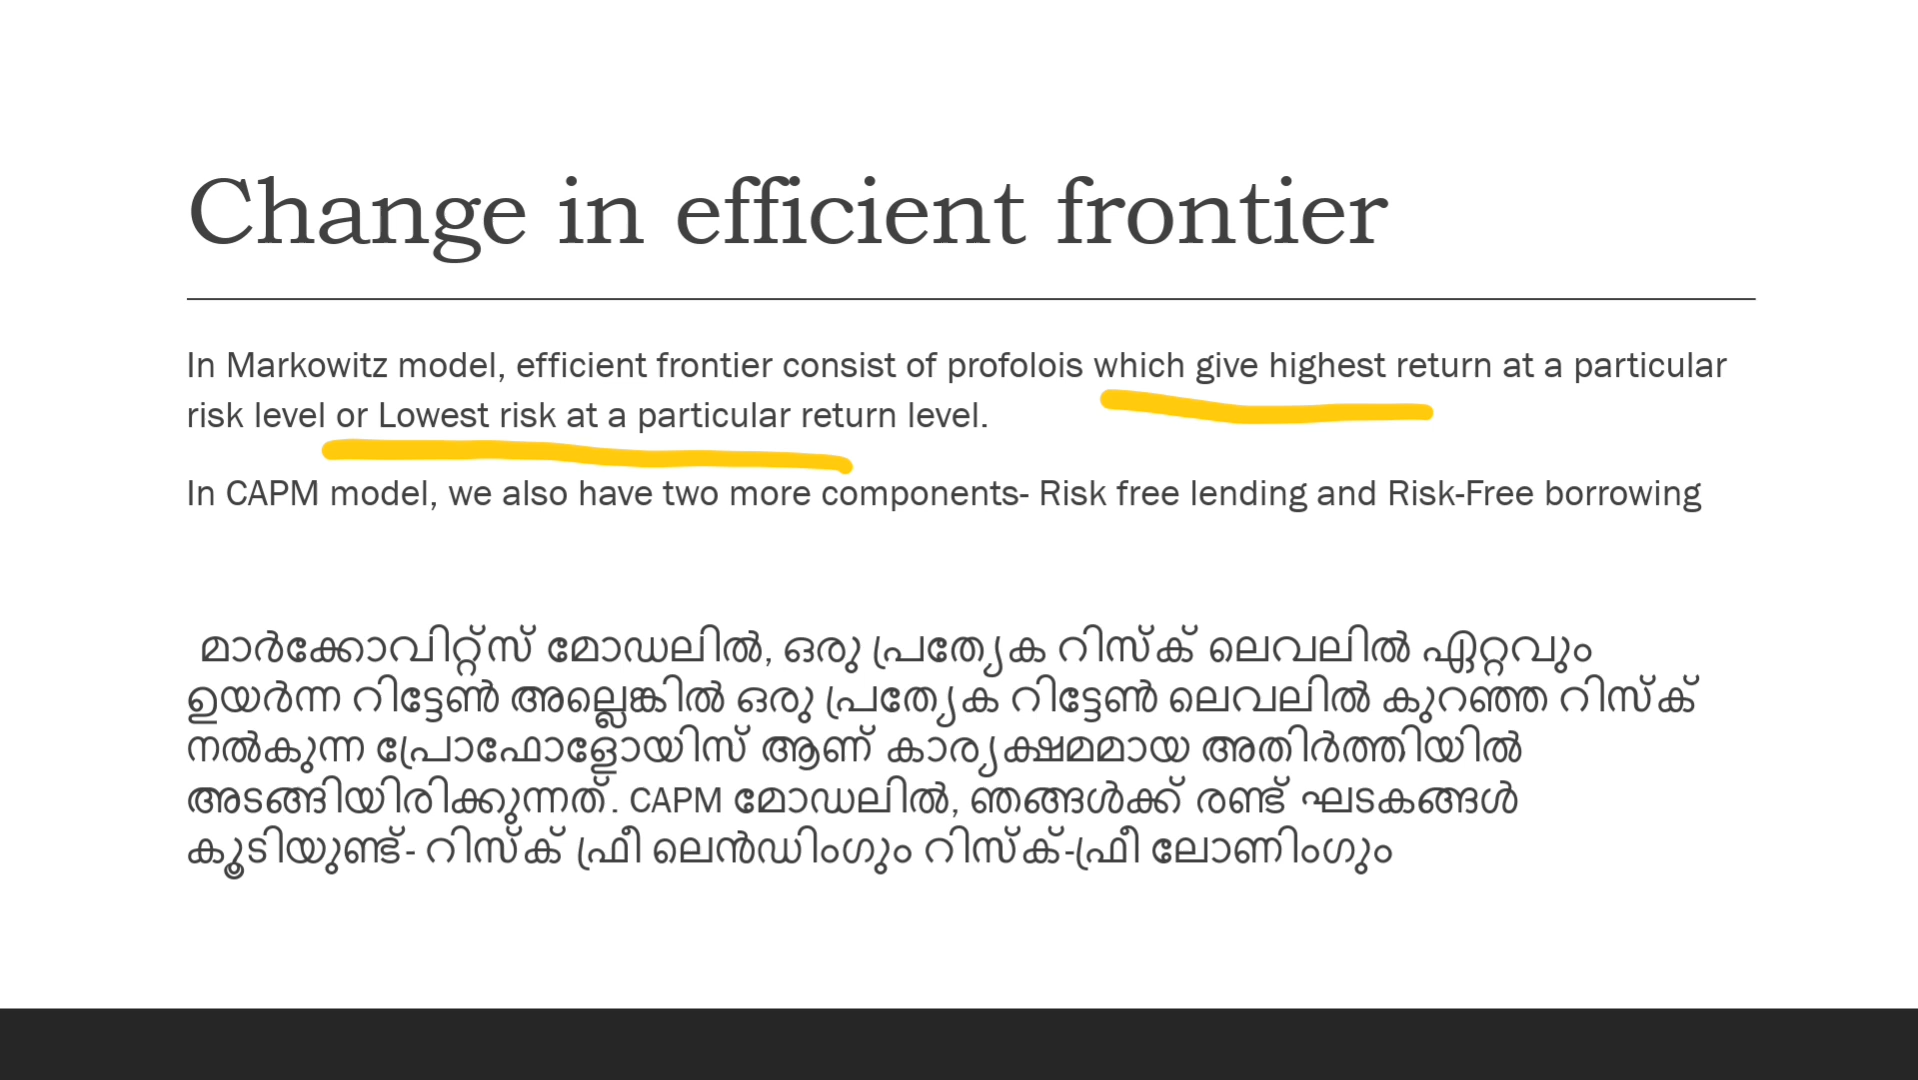 Change in efficient frontier
In Markowitz model, efficient frontier consist of profolois which give highest return at a particular
risk level or Lowest risk at a particular return level.
In CAPM model, we also have two more components- Risk free lending and Risk-Free borrowing
മാർക്കോവിറ്റ്സ് മോഡലിൽ, ഒരു പ്രത്യേക റിസ്ക് ലെവലിൽ ഏറ്റവും
ഉയർന്ന റിട്ടേൺ അല്ലെങ്കിൽ ഒരു പ്രത്യേക റിട്ടേൺ ലെവലിൽ കുറഞ്ഞ റിസ്ക്
നൽകുന്ന പ്രോഫോളോയിസ് ആണ് കാര്യക്ഷമമായ അതിർത്തിയിൽ
അടങ്ങിയിരിക്കുന്നത്. CAPM മോഡലിൽ, ഞങ്ങൾക്ക് രണ്ട് ഘടകങ്ങൾ
കൂടിയുണ്ട്- റിസ്ക് ഫ്രീ ലെൻഡിംഗും റിസ്ക്-ഫ്രീ ലോണിംഗും